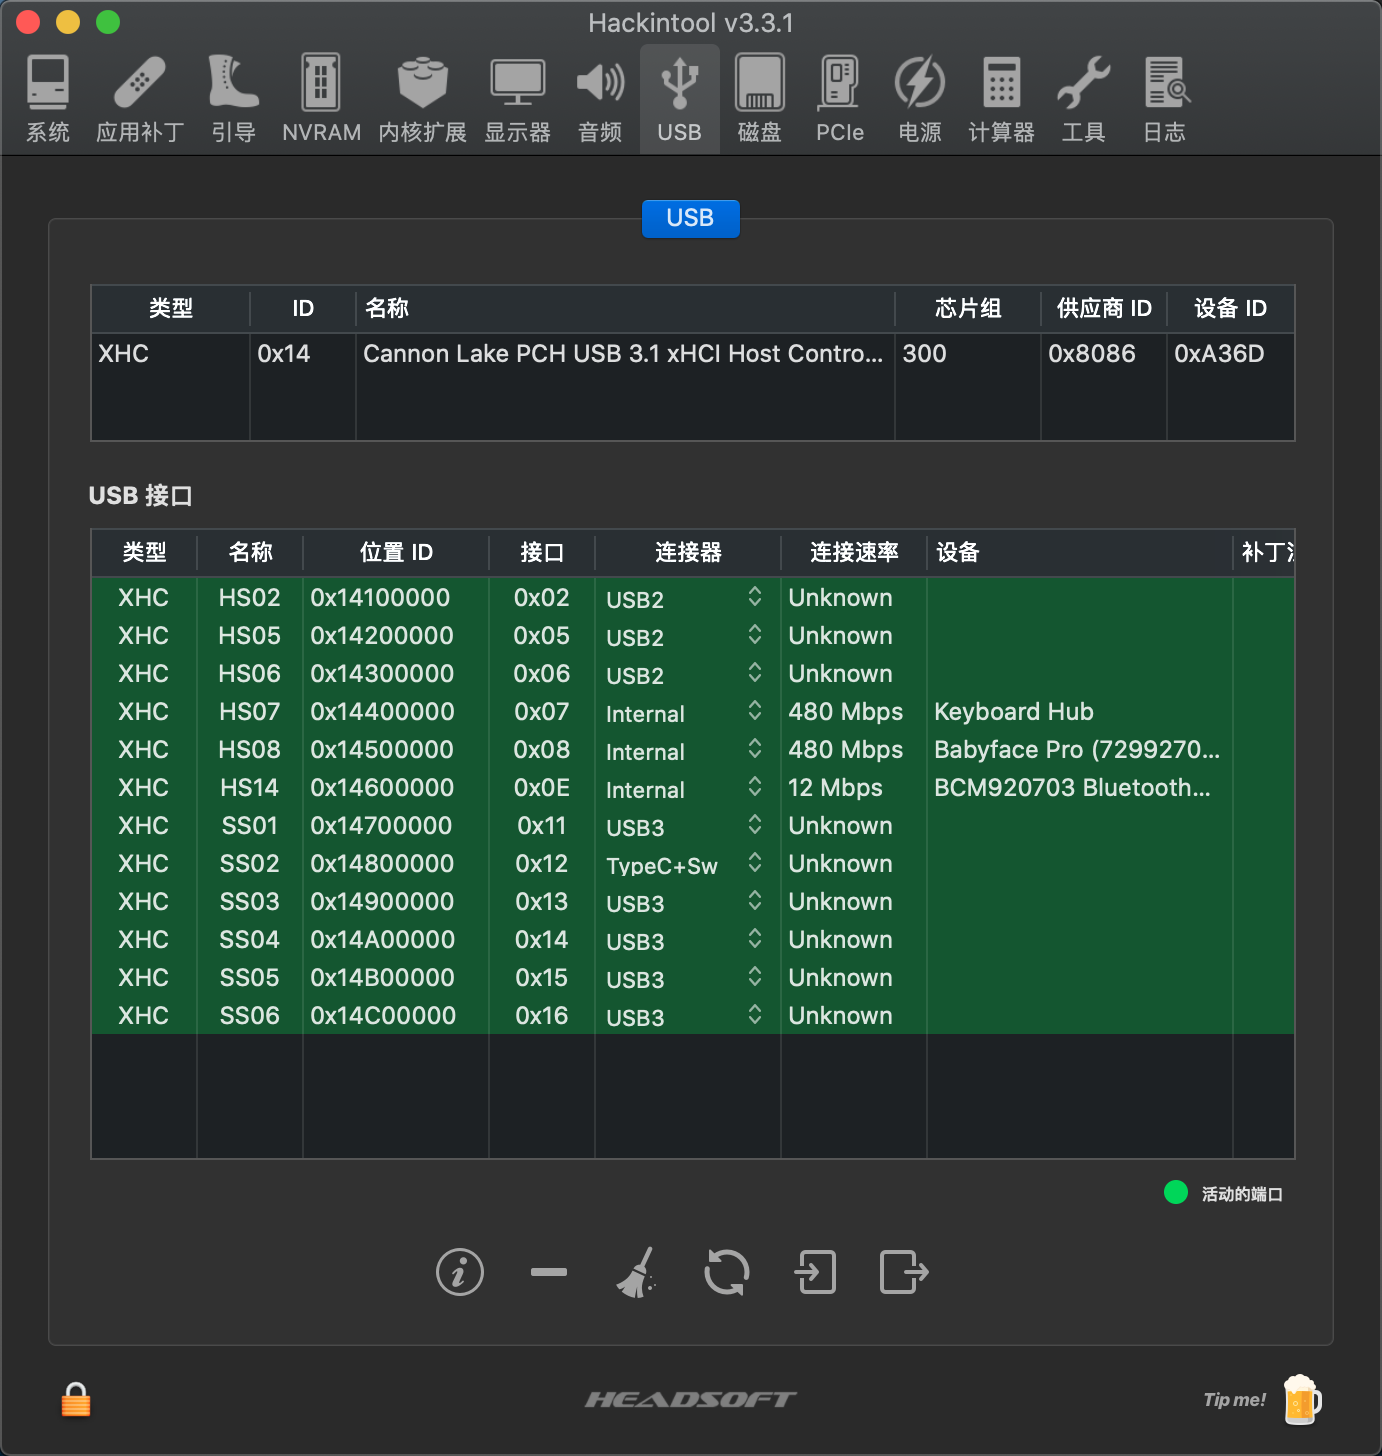 Hackintool v3.3.1
系统 应用补丁 引导 NVRAM 内核扩展 显示器 音频 USB 磁盘 PCIe 电源 计算器 工具 日志
USB
类型 ID 名称 芯片组 供应商 ID 设备 ID
XHC 0x14 Cannon Lake PCH USB 3.1 xHCI Host Contro... 300 0x8086 0xA36D
USB 接口
类型 名称 位置 ID 接口 连接器 连接速率 设备 补丁
XHC HS02 0x14100000 0x02 USB2 Unknown
XHC HS05 0x14200000 0x05 USB2 Unknown
XHC HS06 0x14300000 0x06 USB2 Unknown
XHC HS07 0x14400000 0x07 Internal 480 Mbps Keyboard Hub
XHC HS08 0x14500000 0x08 Internal 480 Mbps Babyface Pro (7299270...
XHC HS14 0x14600000 0x0E Internal 12 Mbps BCM920703 Bluetooth...
XHC SS01 0x14700000 0x11 USB3 Unknown
XHC SS02 0x14800000 0x12 TypeC+Sw Unknown
XHC SS03 0x14900000 0x13 USB3 Unknown
XHC SS04 0x14A00000 0x14 USB3 Unknown
XHC SS05 0x14B00000 0x15 USB3 Unknown
XHC SS06 0x14C00000 0x16 USB3 Unknown
活动的端口
HEADSOFT
Tip me!